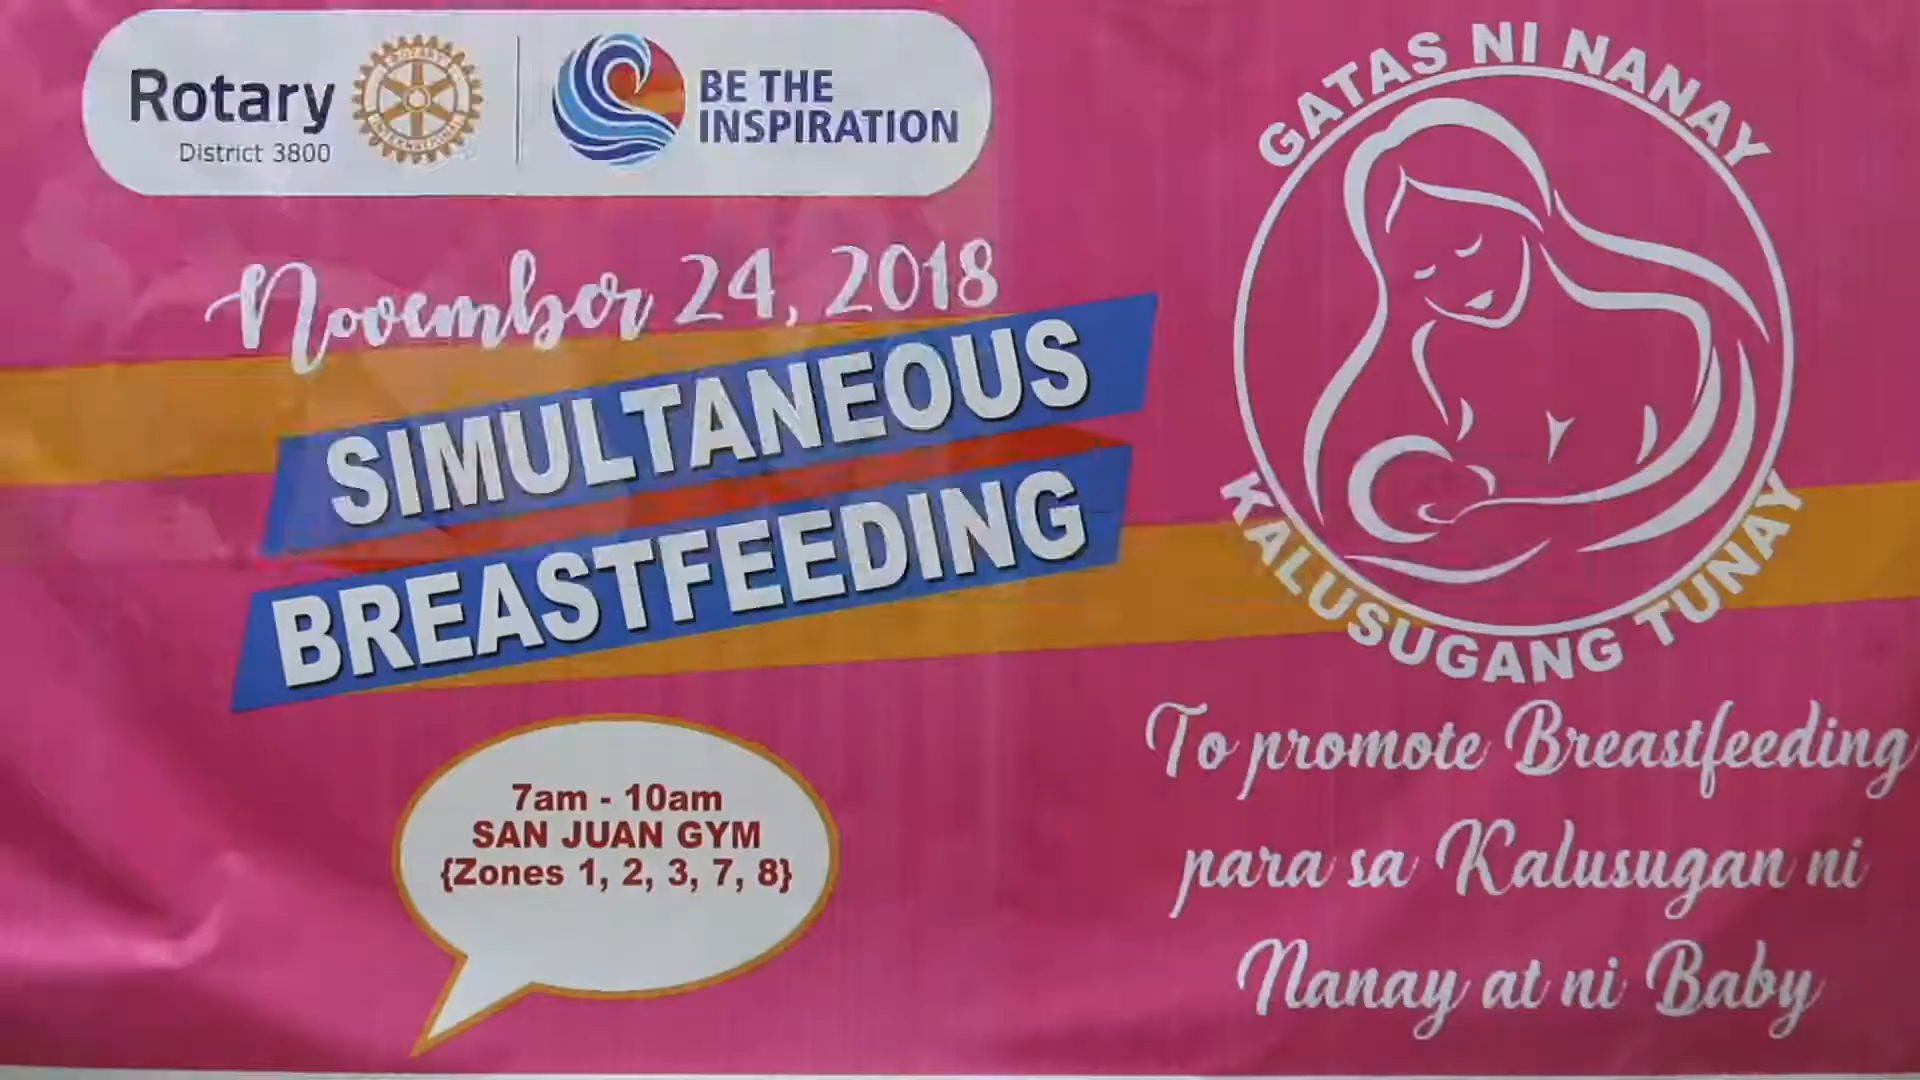 Rotary
District 3800
ROTARY
INTERNATIONAL
BE THE
INSPIRATION
November 24, 2018
SIMULTANEOUS
BREASTFEEDING
7am - 10am
SAN JUAN GYM
{Zones 1, 2, 3, 7, 8}
GATAS NI NANAY
KALUSUGANG TUNAY
To promote Breastfeeding
para sa Kalusugan ni
Nanay at ni Baby